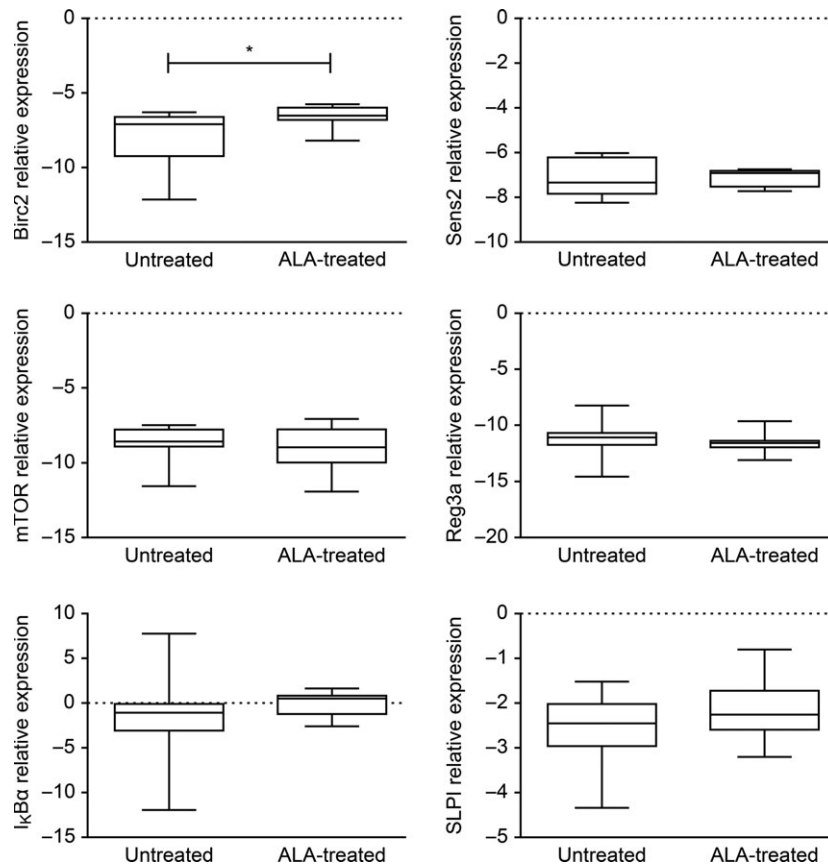 Birc2 relative expression
0
–5
–10
–15
*
Untreated
ALA-treated
Sens2 relative expression
0
–2
–4
–6
–8
–10
Untreated
ALA-treated
mTOR relative expression
0
–5
–10
–15
Untreated
ALA-treated
Reg3a relative expression
0
-5
–10
–15
–20
Untreated
ALA-treated
IκBα relative expression
10
5
0
–5
–10
–15
Untreated
ALA-treated
SLPI relative expression
0
–1
–2
–3
–4
–5
Untreated
ALA-treated